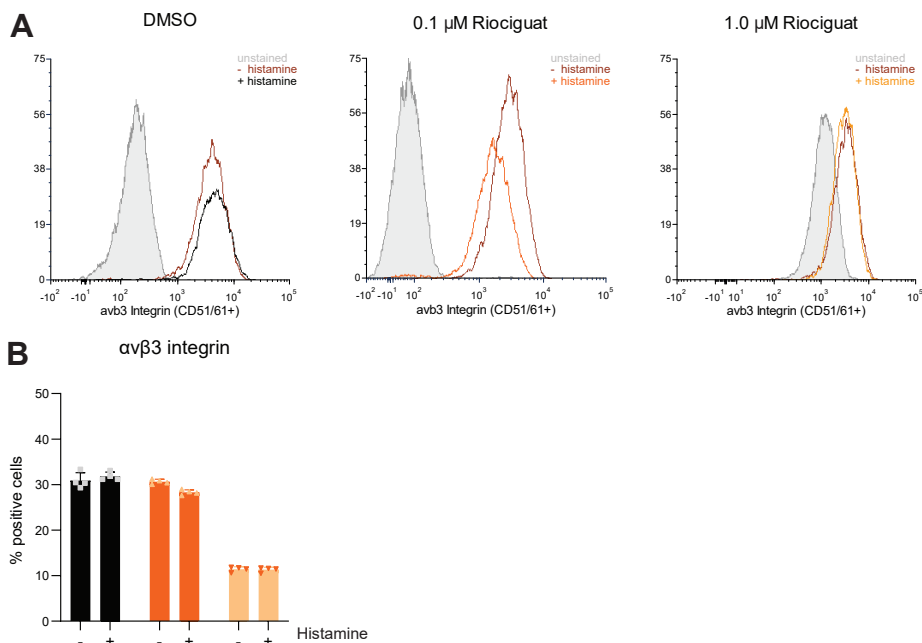 A
DMSO
0.1 µM Riociguat
1.0 µM Riociguat
75
56
38
19
0
unstained
- histamine
+ histamine
-10² -10¹ 10² 10³ 10⁴ 10⁵
avb3 Integrin (CD51/61+)
75
56
38
19
0
unstained
- histamine
+ histamine
-10² -10¹ 10¹ 10² 10³ 10⁴ 10⁵
avb3 Integrin (CD51/61+)
75
56
38
19
0
unstained
- histamine
+ histamine
-10² -10¹ 10¹ 10² 10³ 10⁴ 10⁵
avb3 Integrin (CD51/61+)
B
αvβ3 integrin
% positive cells
50
40
30
20
10
0
- + - + - + Histamine